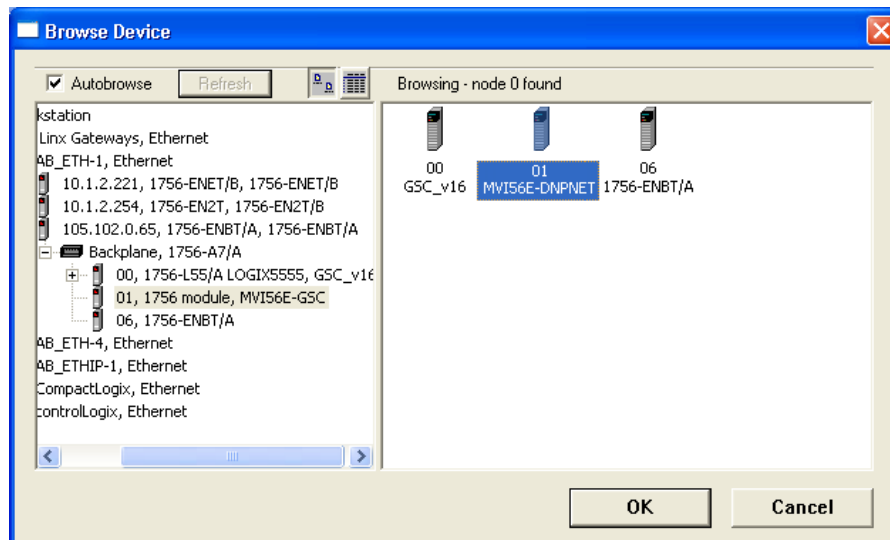 Browse Device
Autobrowse
Refresh
Browsing - node 0 found
kstation
Linx Gateways, Ethernet
AB_ETH-1, Ethernet
10.1.2.221, 1756-ENET/B, 1756-ENET/B
10.1.2.254, 1756-EN2T, 1756-EN2T/B
105.102.0.65, 1756-ENBT/A, 1756-ENBT/A
Backplane, 1756-A7/A
00, 1756-L55/A LOGIX5555, GSC_v16
01, 1756 module, MVI56E-GSC
06, 1756-ENBT/A
AB_ETH-4, Ethernet
AB_ETHIP-1, Ethernet
CompactLogix, Ethernet
controlLogix, Ethernet
00
GSC_v16
01
MVI56E-DNPNET
06
1756-ENBT/A
OK
Cancel